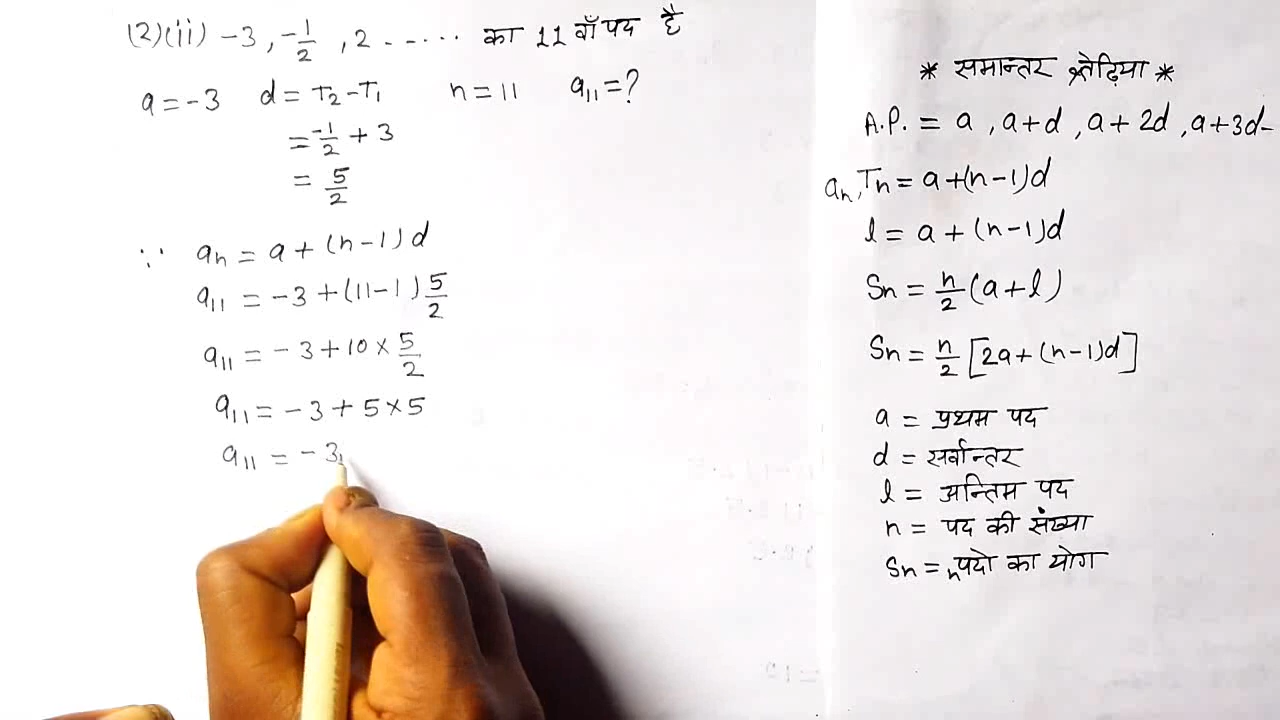 (2)(ii) -3, -1/2, 2 - - .... का 11 वाँ पद है
a = -3 d = T₂-T₁ n = 11 a₁₁ = ?
= -1/2 + 3
= 5/2
∵ aₙ = a + (n-1) d
a₁₁ = -3 + (11-1) 5/2
a₁₁ = -3 + 10 × 5/2
a₁₁ = -3 + 5 × 5
a₁₁ = -3
* समान्तर श्रेढ़िया *
A.P. = a, a+d, a+2d, a+3d-
aₙ, Tₙ = a+(n-1)d
l = a + (n-1)d
Sn = n/2 (a+l)
Sn = n/2 [2a+(n-1)d]
a = प्रथम पद
d = सर्वान्तर
l = अन्तिम पद
n = पद की संख्या
Sn = n पदो का योग